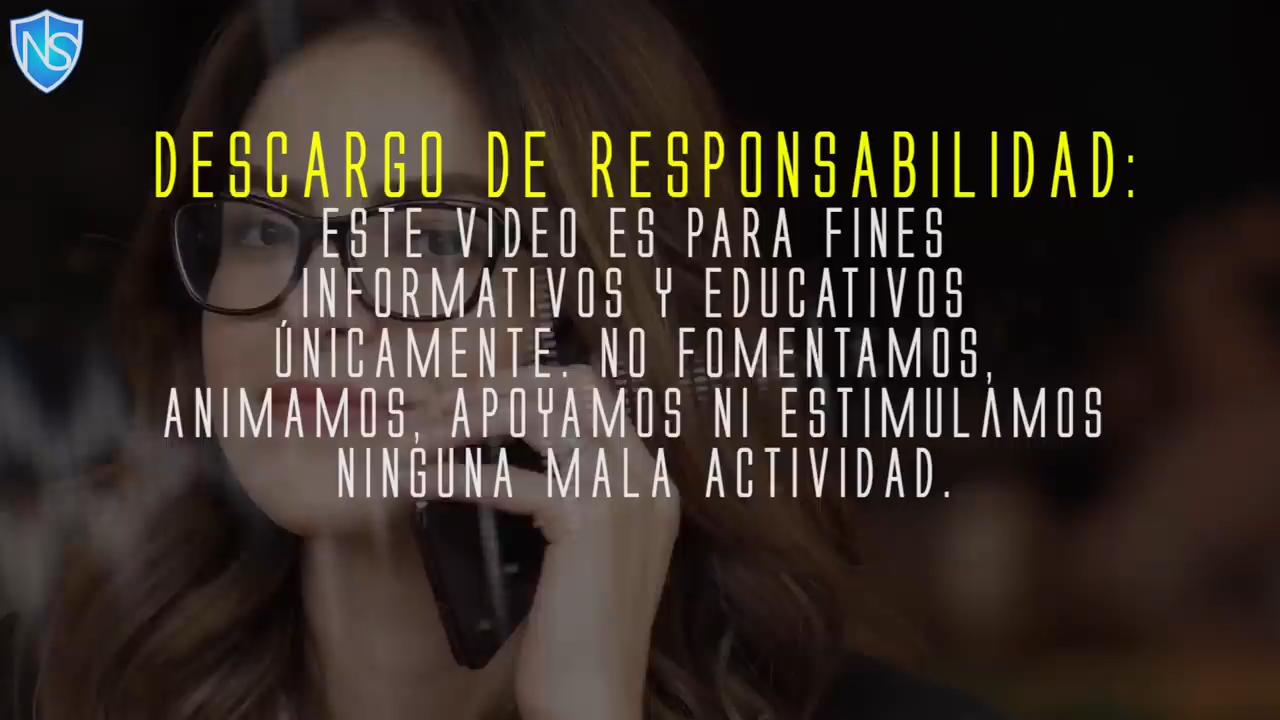 NS
DESCARGO DE RESPONSABILIDAD:
ESTE VIDEO ES PARA FINES
INFORMATIVOS Y EDUCATIVOS
ÚNICAMENTE. NO FOMENTAMOS,
ANIMAMOS, APOYAMOS NI ESTIMULAMOS
NINGUNA MALA ACTIVIDAD.